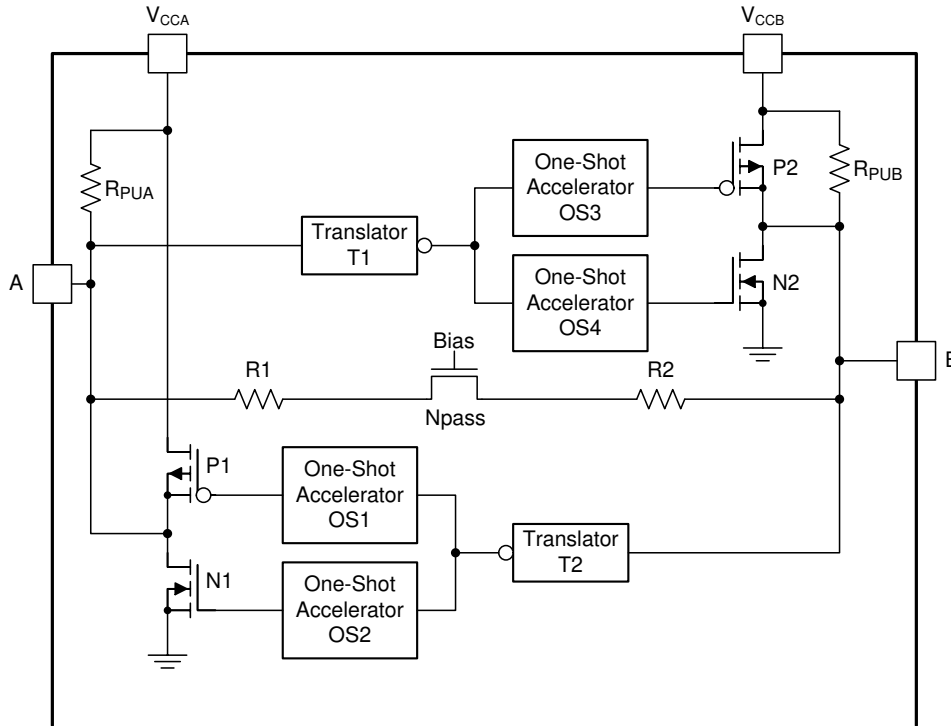 VCCA
VCCB
RPUA
One-Shot
Accelerator
OS3
P2
RPUB
Translator
T1
A
One-Shot
Accelerator
OS4
N2
Bias
R1
R2
Npass
P1
One-Shot
Accelerator
OS1
Translator
T2
N1
One-Shot
Accelerator
OS2